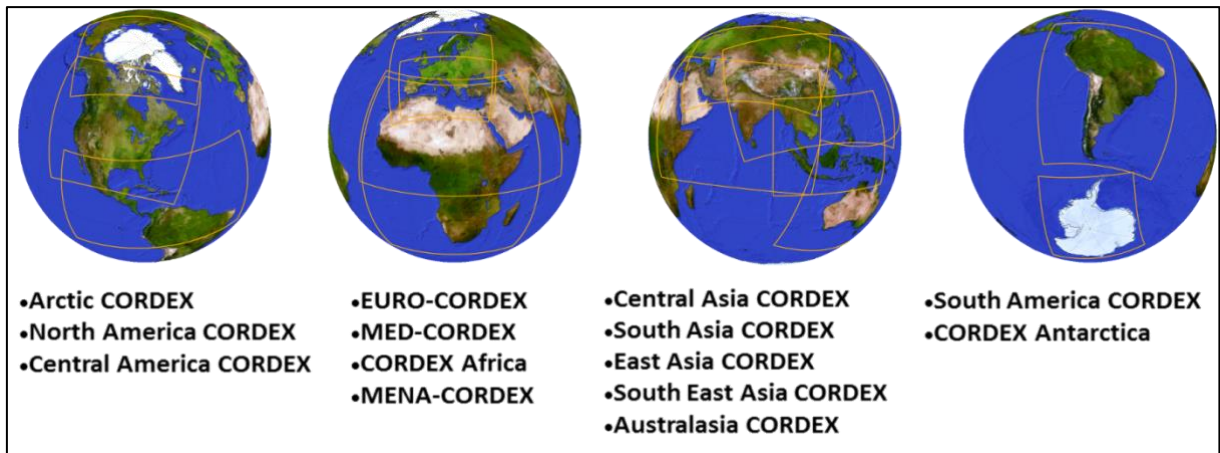 •Arctic CORDEX
•North America CORDEX
•Central America CORDEX
•EURO-CORDEX
•MED-CORDEX
•CORDEX Africa
•MENA-CORDEX
•Central Asia CORDEX
•South Asia CORDEX
•East Asia CORDEX
•South East Asia CORDEX
•Australasia CORDEX
•South America CORDEX
•CORDEX Antarctica